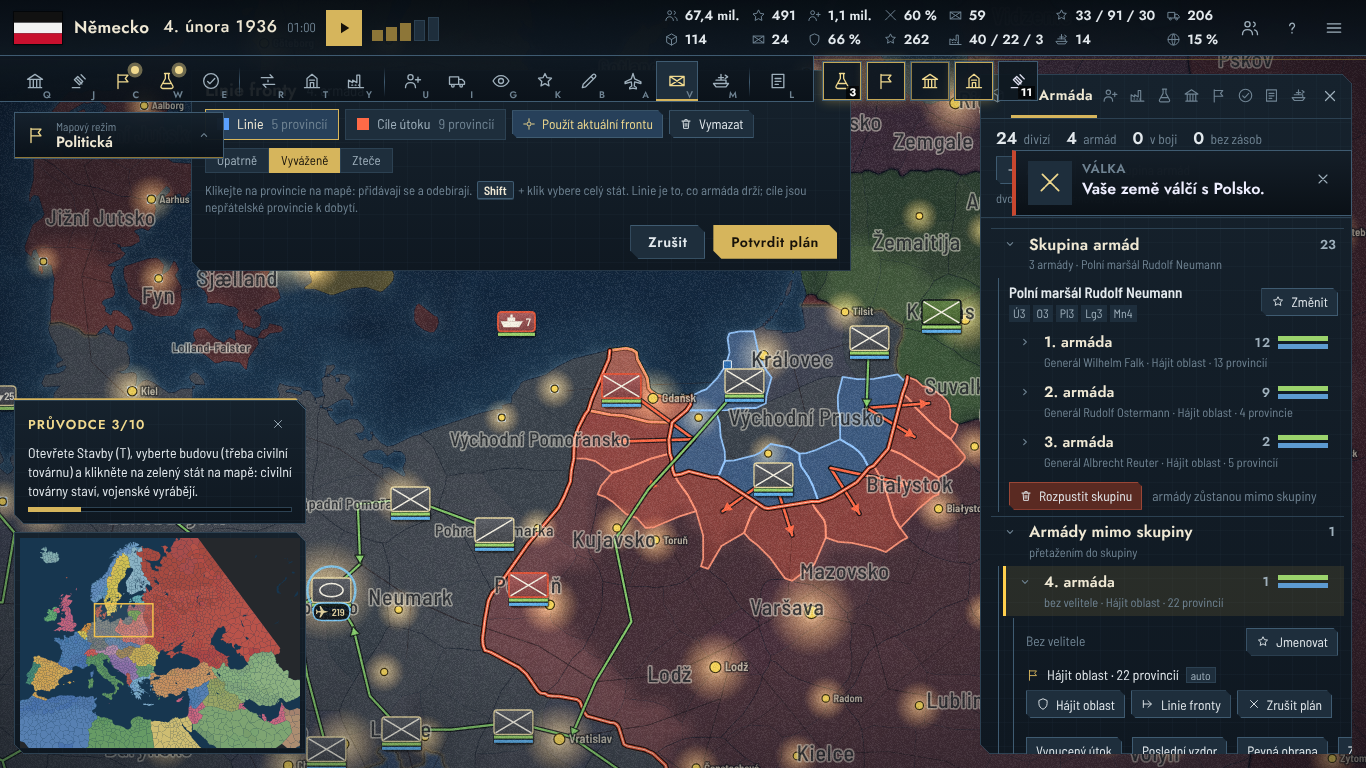 Německo 4. února 1936 01:00
67,4 mil. 491 1,1 mil. 60 % 59 33 / 91 / 30 206
114 24 66 % 262 40 / 22 / 3 14 15 %
Q J C W E R T Y U I G K B A V M L
3 11
Linie fronty
Mapový režim
Politická
Linie 5 provincií
Cíle útoku 9 provincií
Použít aktuální frontu
Vymazat
Opatrně Vyváženě Zteče
Klikejte na provincie na mapě: přidávají se a odebírají. Shift + klik vybere celý stát. Linie je to, co armáda drží; cíle jsou
nepřátelské provincie k dobytí.
Zrušit Potvrdit plán
Armáda
24 divizí 4 armád 0 v boji 0 bez zásob
VÁLKA
Vaše země válčí s Polsko.
Skupina armád 23
3 armády · Polní maršál Rudolf Neumann
Polní maršál Rudolf Neumann
Ú3 O3 Pl3 Lg3 Mn4
Změnit
1. armáda 12
Generál Wilhelm Falk · Hájit oblast · 13 provincií
2. armáda 9
Generál Rudolf Ostermann · Hájit oblast · 4 provincie
3. armáda 2
Generál Albrecht Reuter · Hájit oblast · 5 provincií
Rozpustit skupinu armády zůstanou mimo skupiny
Armády mimo skupiny 1
přetažením do skupiny
4. armáda 1
bez velitele · Hájit oblast · 22 provincií
Bez velitele
Jmenovat
Hájit oblast · 22 provincií auto
Hájit oblast Linie fronty Zrušit plán
Vynucený útok Poslední vzdor Pevná obrana
PRŮVODCE 3/10
Otevřete Stavby (T), vyberte budovu (třeba civilní
továrnu) a klikněte na zelený stát na mapě: civilní
továrny staví, vojenské vyrábějí.
Aalborg
Aarhus
Jižní Jutsko
Fyn
Sjælland
Lolland-Falster
Kiel
25
7
Pskov
Zemgale
Žemaitija
Tilsit
Královec
Gdańsk
Východní Prusko
Východní Pomořansko
Bialystok
Kujavsko
Toruň
Mazovsko
Varšava
Neumark
219
Lodž
Lodž
Radom
Vratislav
Kielce